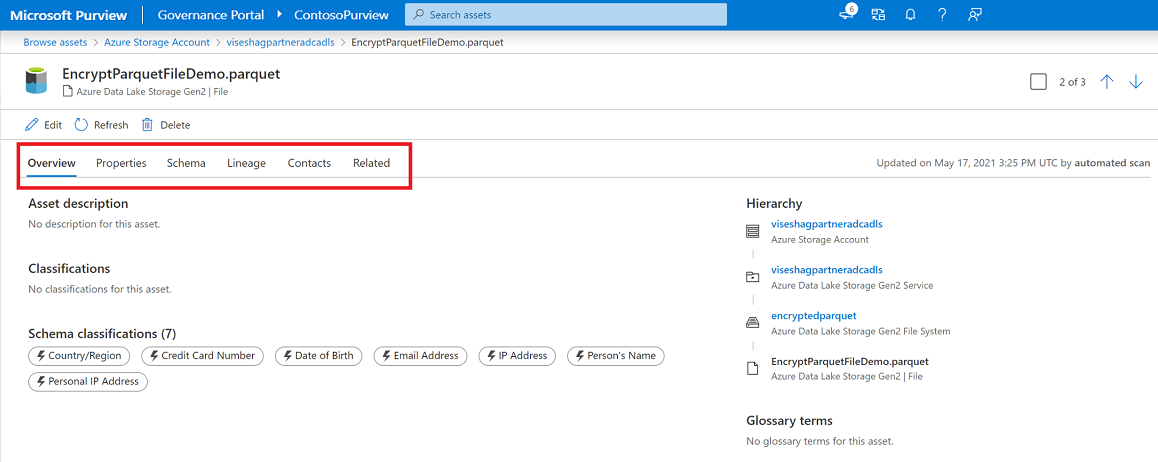 Microsoft Purview Governance Portal ContosoPurview Search assets 6
Browse assets Azure Storage Account viseshagpartneradcadls EncryptParquetFileDemo.parquet
EncryptParquetFileDemo.parquet
Azure Data Lake Storage Gen2 | File
2 of 3
Edit Refresh Delete
Overview Properties Schema Lineage Contacts Related
Updated on May 17, 2021 3:25 PM UTC by automated scan
Asset description
No description for this asset.
Classifications
No classifications for this asset.
Schema classifications (7)
Country/Region Credit Card Number Date of Birth Email Address IP Address Person's Name
Personal IP Address
Hierarchy
viseshagpartneradcadls
Azure Storage Account
viseshagpartneradcadls
Azure Data Lake Storage Gen2 Service
encryptedparquet
Azure Data Lake Storage Gen2 File System
EncryptParquetFileDemo.parquet
Azure Data Lake Storage Gen2 | File
Glossary terms
No glossary terms for this asset.